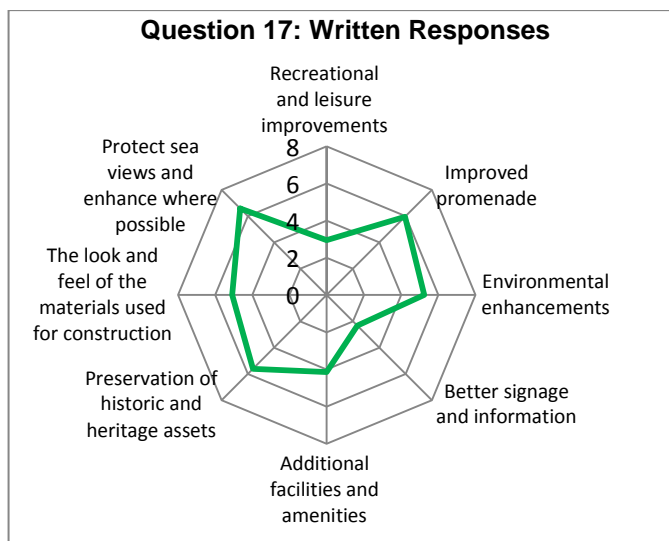 Question 17: Written Responses
Recreational
and leisure
improvements
Improved
promenade
Environmental
enhancements
Better signage
and information
Additional
facilities and
amenities
Preservation of
historic and
heritage assets
The look and
feel of the
materials used
for construction
Protect sea
views and
enhance where
possible
8
6
4
2
0